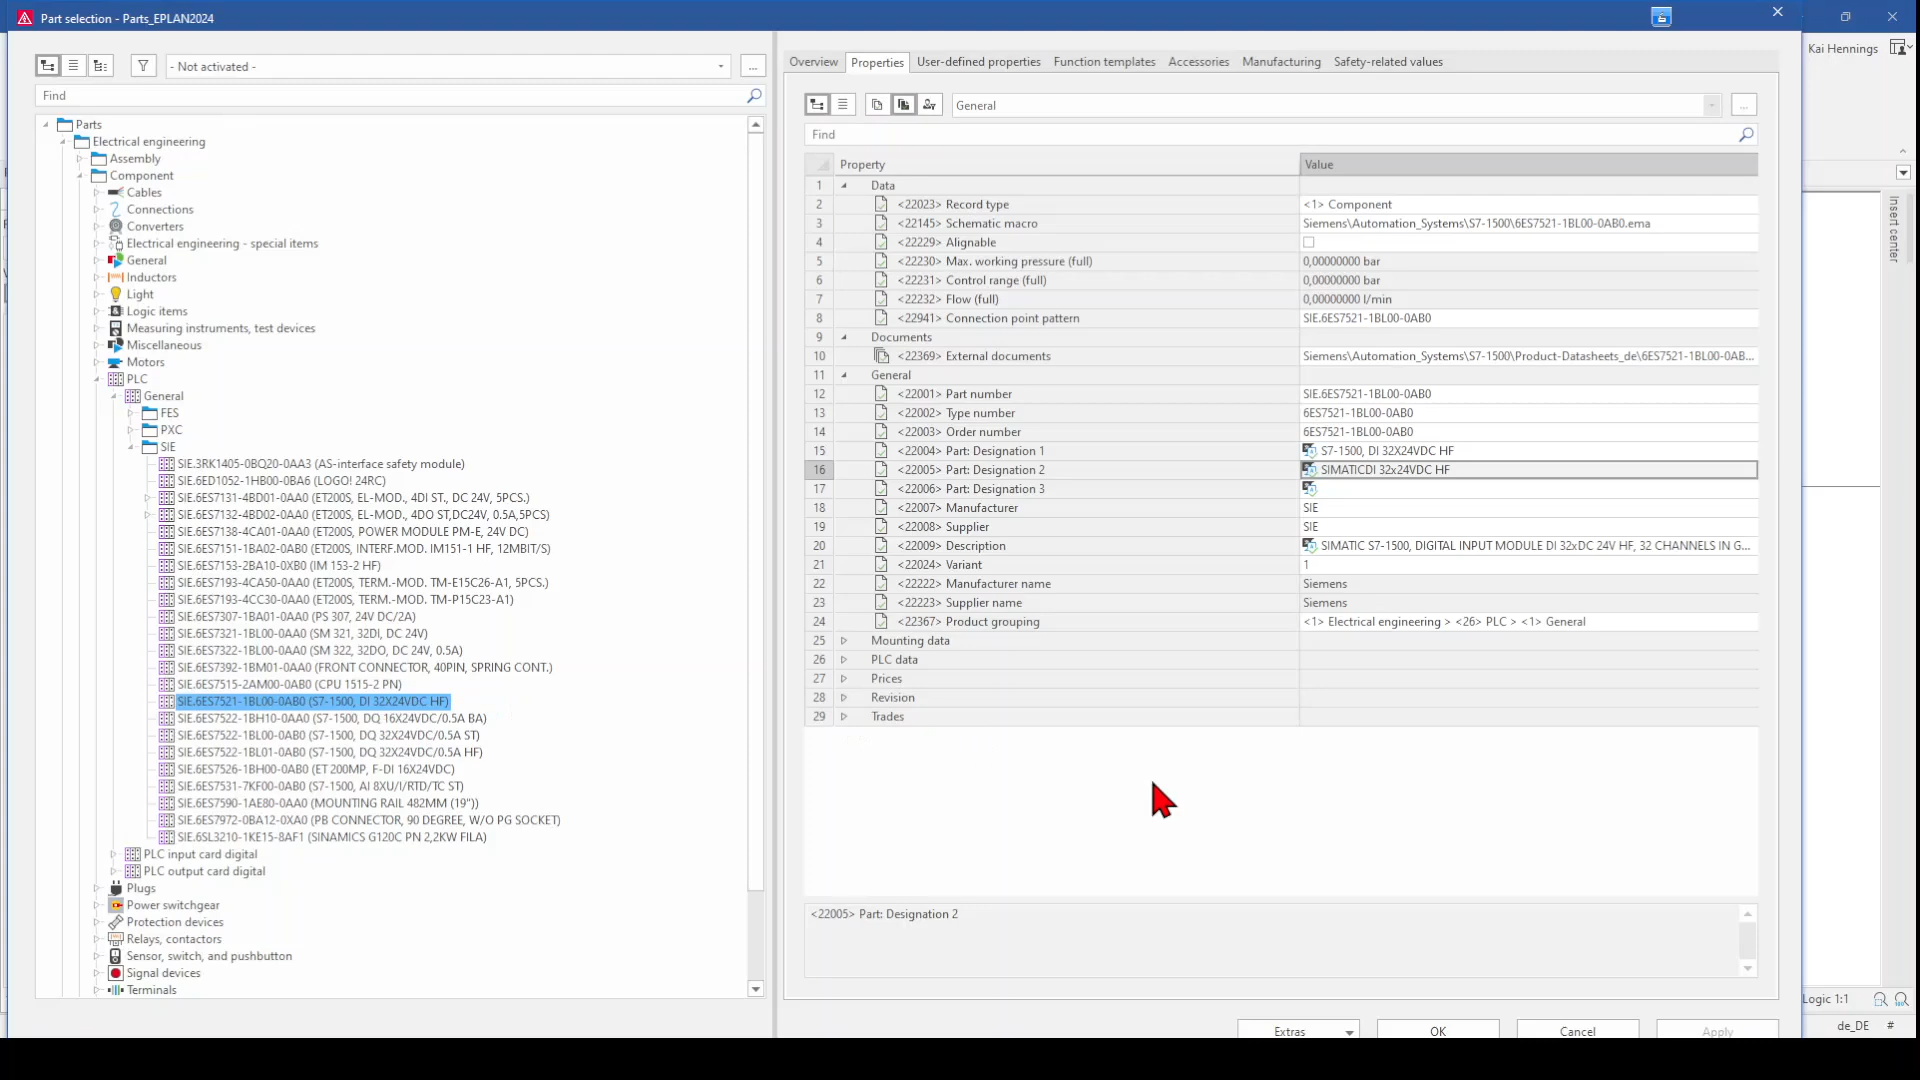 Part selection - Parts_EPLAN2024
Kai Hennings
- Not activated -
...
Find
Parts
Electrical engineering
Assembly
Component
Cables
Connections
Converters
Electrical engineering - special items
General
Inductors
Light
Logic items
Measuring instruments, test devices
Miscellaneous
Motors
PLC
General
FES
PXC
SIE
SIE.3RK1405-0BQ20-0AA3 (AS-interface safety module)
SIE.6ED1052-1HB00-0BA6 (LOGO! 24RC)
SIE.6ES7131-4BD01-0AA0 (ET200S, EL-MOD., 4DI ST., DC 24V, 5PCS.)
SIE.6ES7132-4BD02-0AA0 (ET200S, EL-MOD., 4DO ST,DC24V, 0.5A,5PCS)
SIE.6ES7138-4CA01-0AA0 (ET200S, POWER MODULE PM-E, 24V DC)
SIE.6ES7151-1BA02-0AB0 (ET200S, INTERF.MOD. IM151-1 HF, 12MBIT/S)
SIE.6ES7153-2BA10-0XB0 (IM 153-2 HF)
SIE.6ES7193-4CA50-0AA0 (ET200S, TERM.-MOD. TM-E15C26-A1, 5PCS.)
SIE.6ES7193-4CC30-0AA0 (ET200S, TERM.-MOD. TM-P15C23-A1)
SIE.6ES7307-1BA01-0AA0 (PS 307, 24V DC/2A)
SIE.6ES7321-1BL00-0AA0 (SM 321, 32DI, DC 24V)
SIE.6ES7322-1BL00-0AA0 (SM 322, 32DO, DC 24V, 0.5A)
SIE.6ES7392-1BM01-0AA0 (FRONT CONNECTOR, 40PIN, SPRING CONT.)
SIE.6ES7515-2AM00-0AB0 (CPU 1515-2 PN)
SIE.6ES7521-1BL00-0AB0 (S7-1500, DI 32X24VDC HF)
SIE.6ES7522-1BH10-0AA0 (S7-1500, DQ 16X24VDC/0.5A BA)
SIE.6ES7522-1BL00-0AB0 (S7-1500, DQ 32X24VDC/0.5A ST)
SIE.6ES7522-1BL01-0AB0 (S7-1500, DQ 32X24VDC/0.5A HF)
SIE.6ES7526-1BH00-0AB0 (ET 200MP, F-DI 16X24VDC)
SIE.6ES7531-7KF00-0AB0 (S7-1500, AI 8XU/I/RTD/TC ST)
SIE.6ES7590-1AE80-0AA0 (MOUNTING RAIL 482MM (19"))
SIE.6ES7972-0BA12-0XA0 (PB CONNECTOR, 90 DEGREE, W/O PG SOCKET)
SIE.6SL3210-1KE15-8AF1 (SINAMICS G120C PN 2,2KW FILA)
PLC input card digital
PLC output card digital
Plugs
Power switchgear
Protection devices
Relays, contactors
Sensor, switch, and pushbutton
Signal devices
Terminals
Overview Properties User-defined properties Function templates Accessories Manufacturing Safety-related values
General
...
Find
Property Value
1 Data
2 <22023> Record type <1> Component
3 <22145> Schematic macro Siemens\Automation_Systems\S7-1500\6ES7521-1BL00-0AB0.ema
4 <22229> Alignable
5 <22230> Max. working pressure (full) 0,00000000 bar
6 <22231> Control range (full) 0,00000000 bar
7 <22232> Flow (full) 0,00000000 l/min
8 <22941> Connection point pattern SIE.6ES7521-1BL00-0AB0
9 Documents
10 <22369> External documents Siemens\Automation_Systems\S7-1500\Product-Datasheets_de\6ES7521-1BL00-0AB...
11 General
12 <22001> Part number SIE.6ES7521-1BL00-0AB0
13 <22002> Type number 6ES7521-1BL00-0AB0
14 <22003> Order number 6ES7521-1BL00-0AB0
15 <22004> Part: Designation 1 S7-1500, DI 32X24VDC HF
16 <22005> Part: Designation 2 SIMATICDI 32x24VDC HF
17 <22006> Part: Designation 3
18 <22007> Manufacturer SIE
19 <22008> Supplier SIE
20 <22009> Description SIMATIC S7-1500, DIGITAL INPUT MODULE DI 32xDC 24V HF, 32 CHANNELS IN G...
21 <22024> Variant 1
22 <22222> Manufacturer name Siemens
23 <22223> Supplier name Siemens
24 <22367> Product grouping <1> Electrical engineering > <26> PLC > <1> General
25 Mounting data
26 PLC data
27 Prices
28 Revision
29 Trades
<22005> Part: Designation 2
Extras OK Cancel Apply
Insert center
Logic 1:1
de_DE #